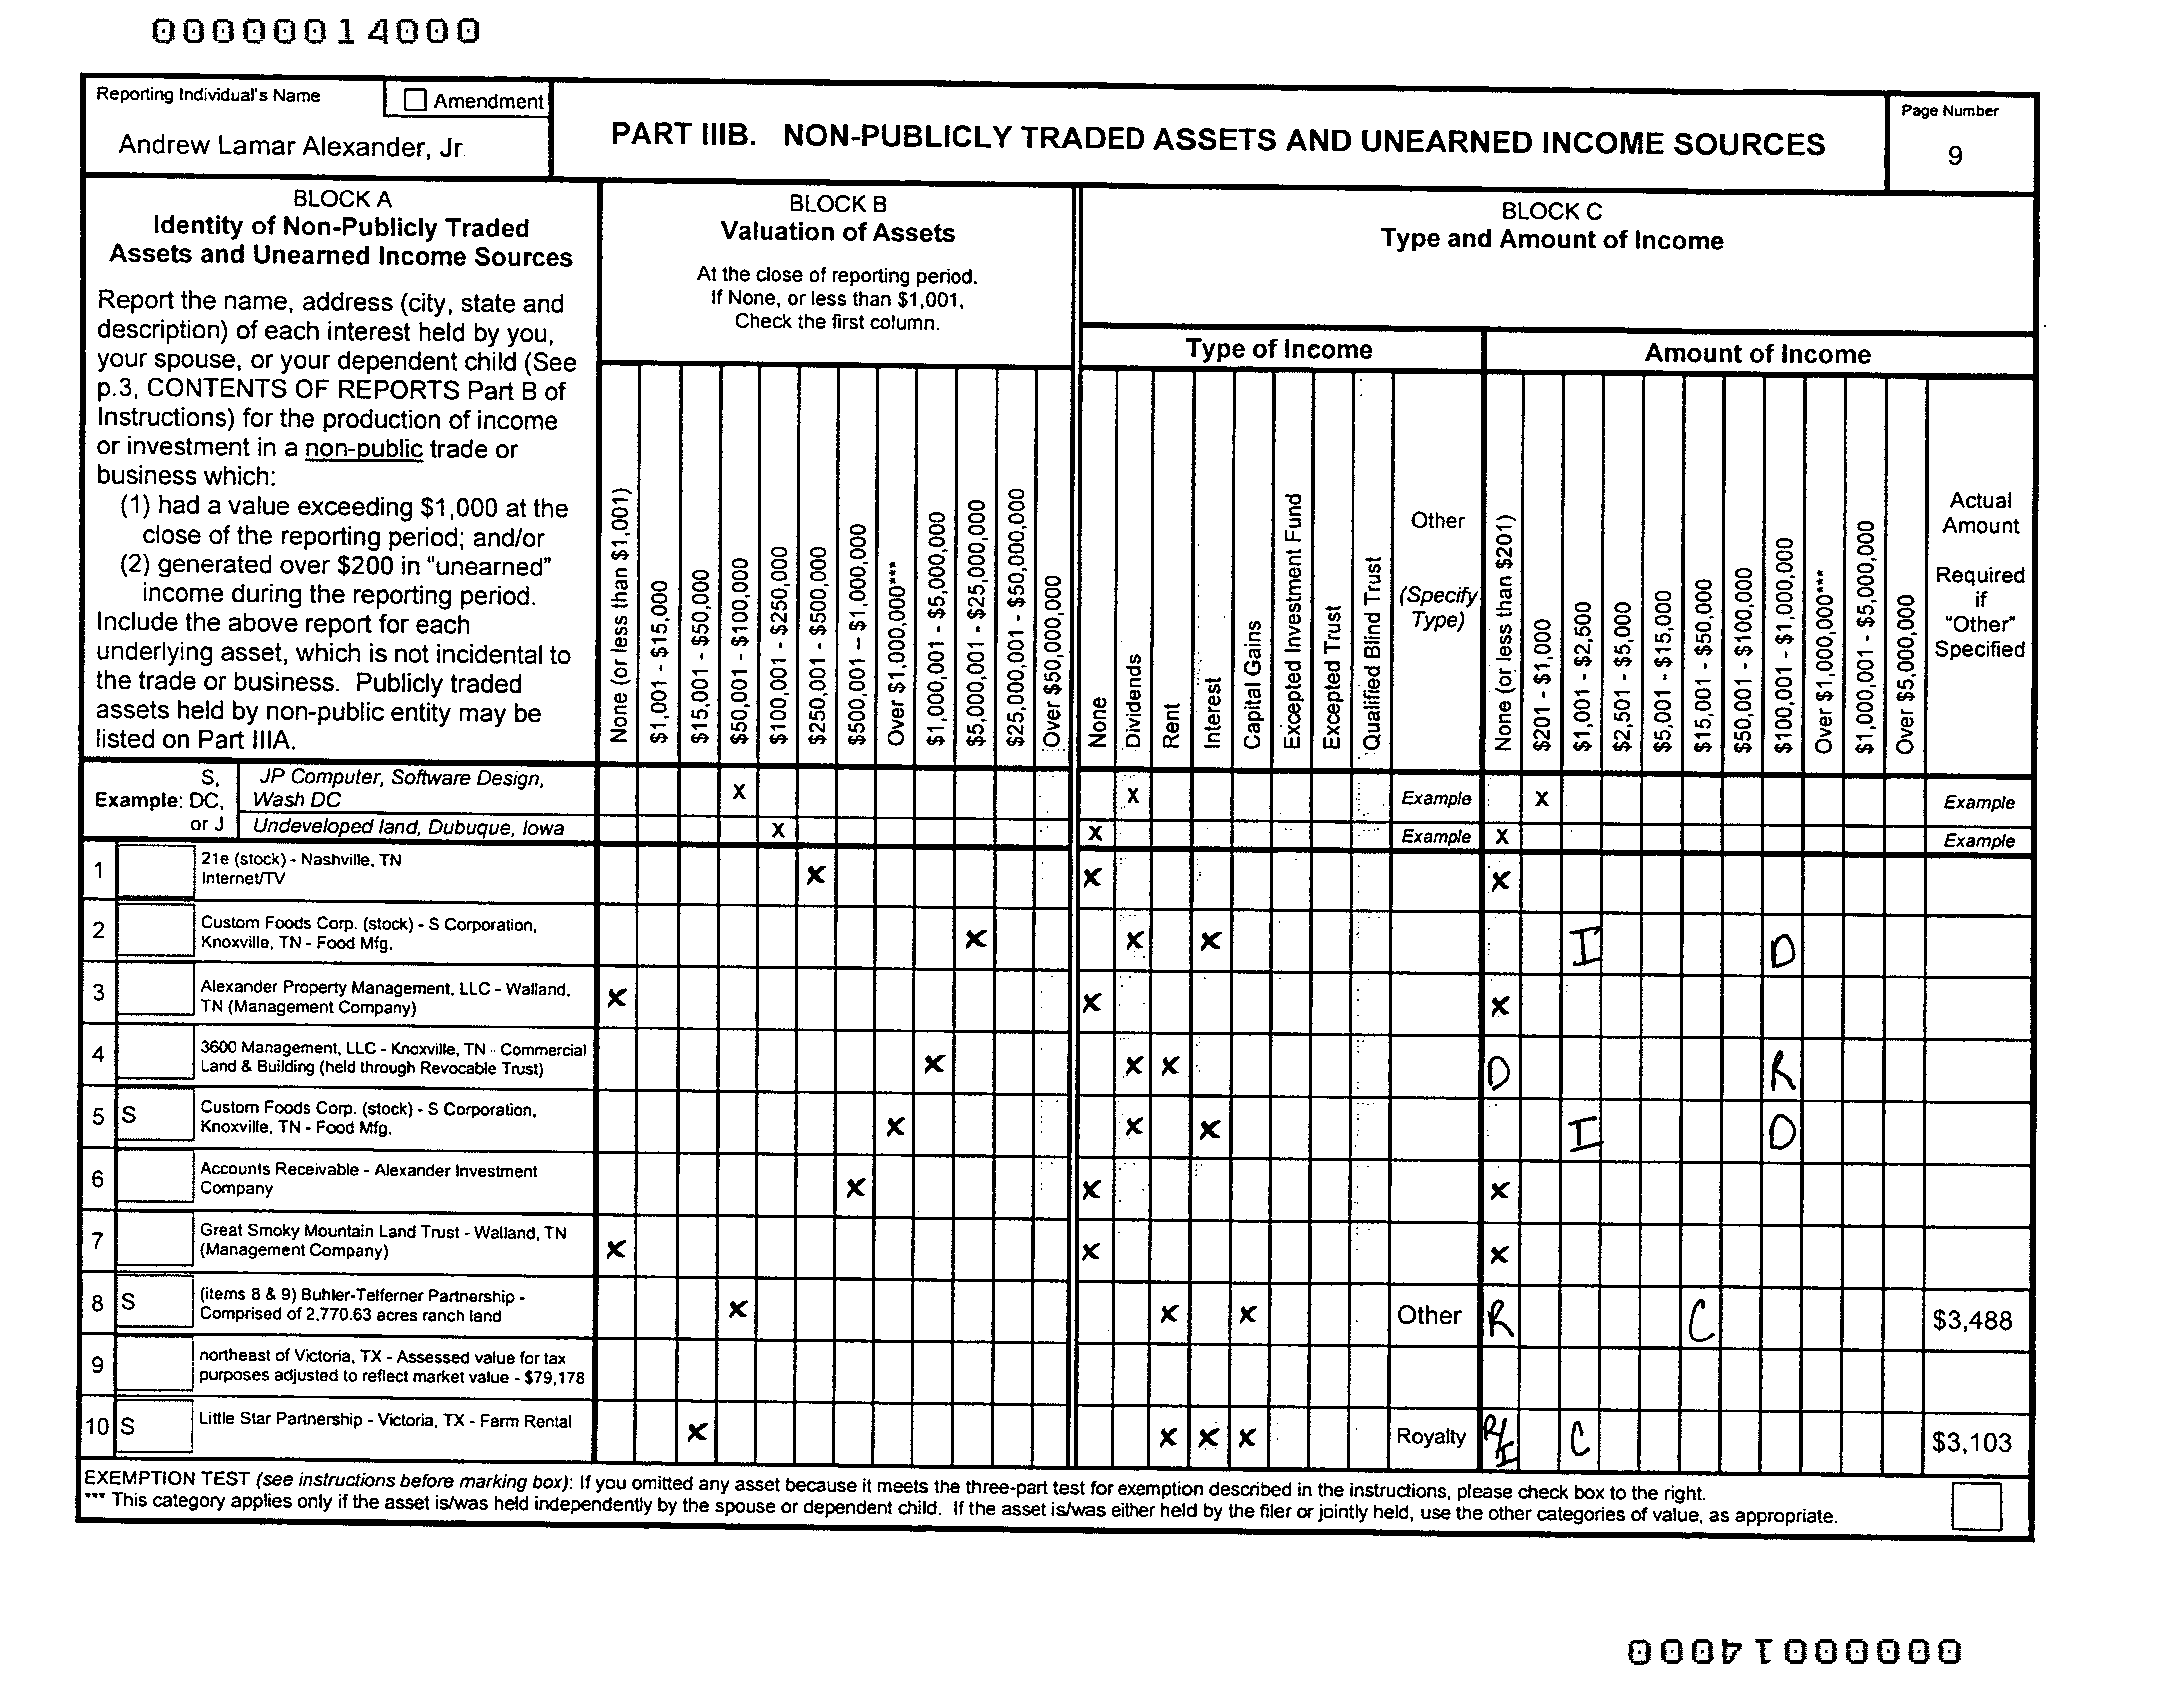 00000014000
Reporting Individual's Name
☐ Amendment
Andrew Lamar Alexander, Jr.
PART IIIB. NON-PUBLICLY TRADED ASSETS AND UNEARNED INCOME SOURCES
Page Number
9
BLOCK A
Identity of Non-Publicly Traded
Assets and Unearned Income Sources
Report the name, address (city, state and
description) of each interest held by you,
your spouse, or your dependent child (See
p.3, CONTENTS OF REPORTS Part B of
Instructions) for the production of income
or investment in a non-public trade or
business which:
(1) had a value exceeding $1,000 at the
close of the reporting period; and/or
(2) generated over $200 in "unearned"
income during the reporting period.
Include the above report for each
underlying asset, which is not incidental to
the trade or business. Publicly traded
assets held by non-public entity may be
listed on Part IIIA.
BLOCK B
Valuation of Assets
At the close of reporting period.
If None, or less than $1,001,
Check the first column.
None (or less than $1,001)
$1,001 - $15,000
$15,001 - $50,000
$50,001 - $100,000
$100,001 - $250,000
$250,001 - $500,000
$500,001 - $1,000,000
Over $1,000,000***
$1,000,001 - $5,000,000
$5,000,001 - $25,000,000
$25,000,001 - $50,000,000
Over $50,000,000
BLOCK C
Type and Amount of Income
Type of Income
None
Dividends
Rent
Interest
Capital Gains
Excepted Investment Fund
Excepted Trust
Qualified Blind Trust
Other
(Specify
Type)
Amount of Income
None (or less than $201)
$201 - $1,000
$1,001 - $2,500
$2,501 - $5,000
$5,001 - $15,000
$15,001 - $50,000
$50,001 - $100,000
$100,001 - $1,000,000
Over $1,000,000***
$1,000,001 - $5,000,000
Over $5,000,000
Actual
Amount
Required
if
"Other"
Specified
Example:
S,
DC,
or J
JP Computer, Software Design,
Wash DC
X X Example X Example
Undeveloped land, Dubuque, Iowa X X Example X Example
1 21e (stock) - Nashville, TN
Internet/TV
X X X
2 Custom Foods Corp. (stock) - S Corporation,
Knoxville, TN - Food Mfg.
X X X I D
3 Alexander Property Management, LLC - Walland,
TN (Management Company)
X X X
4 3600 Management, LLC - Knoxville, TN - Commercial
Land & Building (held through Revocable Trust)
X X X D R
5 S Custom Foods Corp. (stock) - S Corporation,
Knoxville, TN - Food Mfg.
X X X I D
6 Accounts Receivable - Alexander Investment
Company
X X X
7 Great Smoky Mountain Land Trust - Walland, TN
(Management Company)
X X X
8 S (items 8 & 9) Buhler-Telferner Partnership -
Comprised of 2,770.63 acres ranch land
X X X Other R C $3,488
9 northeast of Victoria, TX - Assessed value for tax
purposes adjusted to reflect market value - $79,178
10 S Little Star Partnership - Victoria, TX - Farm Rental
X X X X Royalty R/I C $3,103
EXEMPTION TEST (see instructions before marking box): If you omitted any asset because it meets the three-part test for exemption described in the instructions, please check box to the right.
*** This category applies only if the asset is/was held independently by the spouse or dependent child. If the asset is/was either held by the filer or jointly held, use the other categories of value, as appropriate.
00000014000